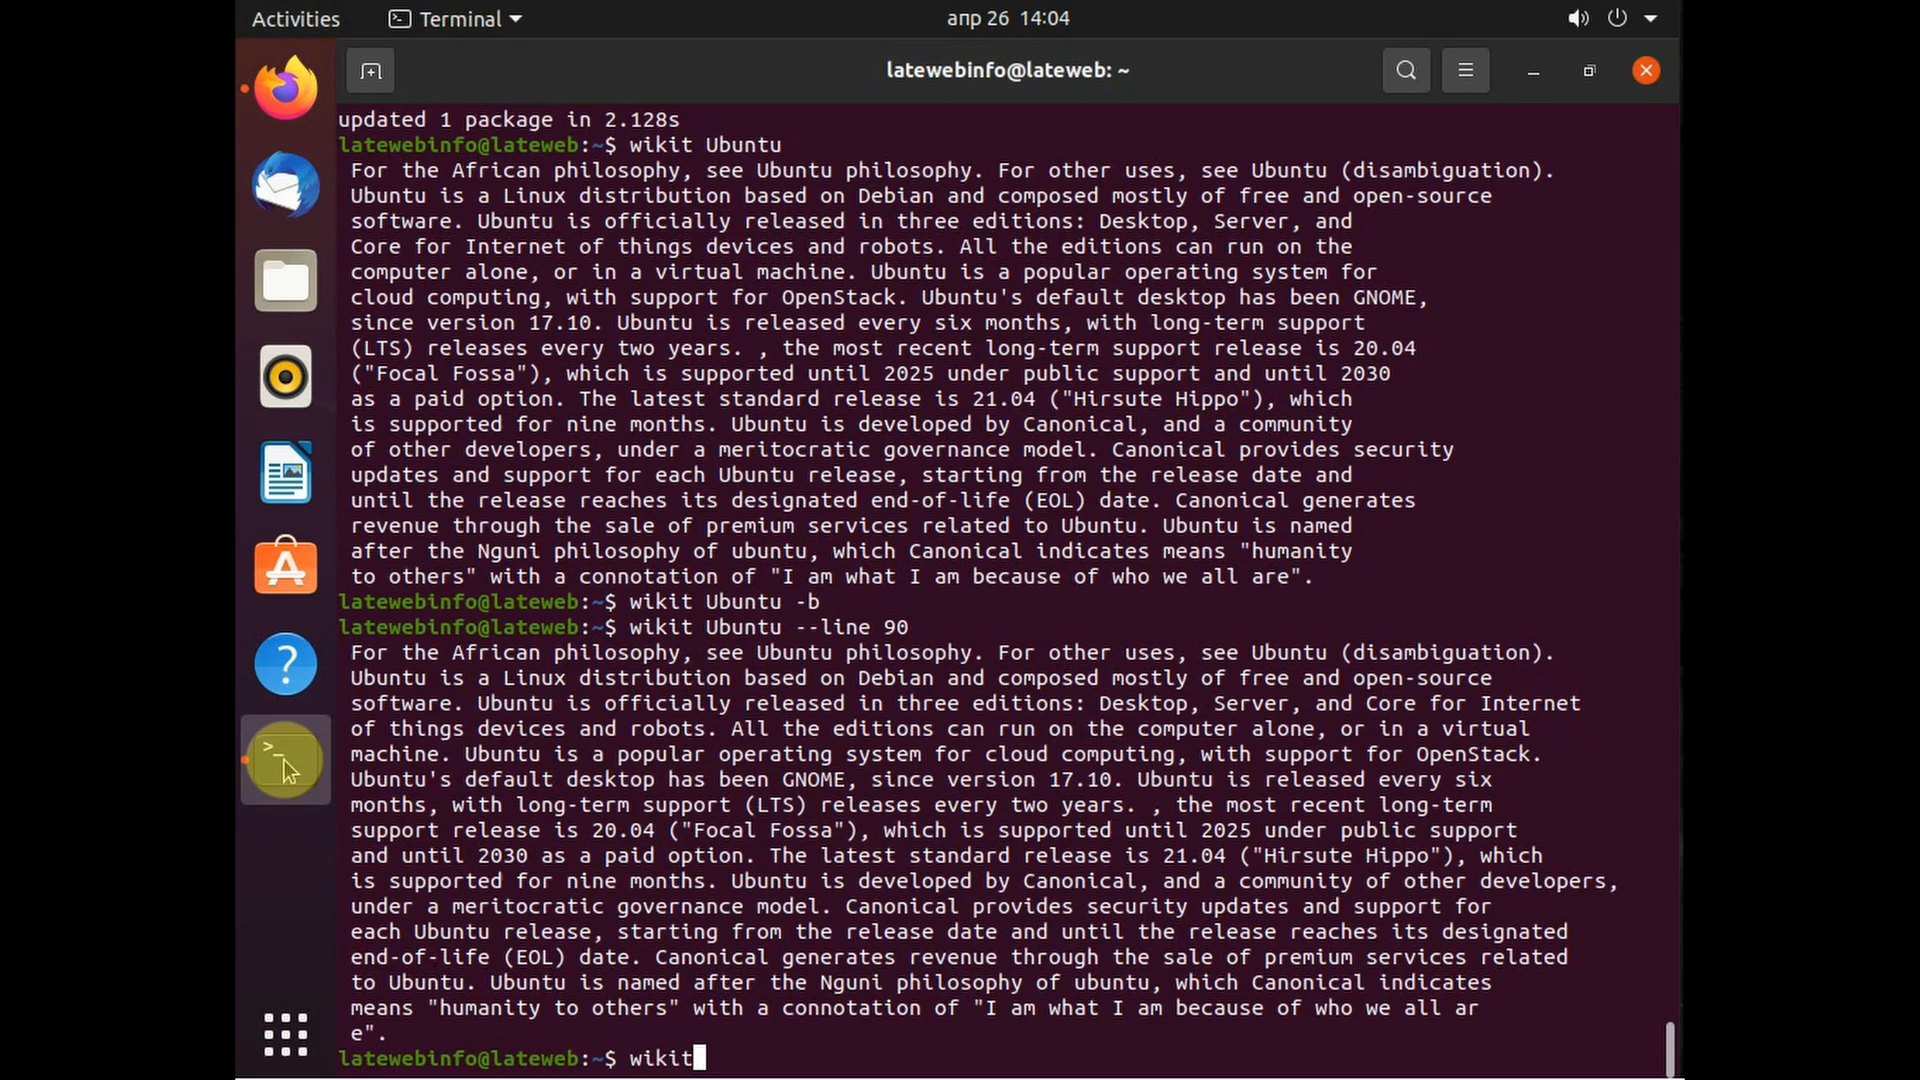 Activities Terminal апр 26 14:04
latewebinfo@lateweb: ~
updated 1 package in 2.128s
latewebinfo@lateweb:~$ wikit Ubuntu
For the African philosophy, see Ubuntu philosophy. For other uses, see Ubuntu (disambiguation).
Ubuntu is a Linux distribution based on Debian and composed mostly of free and open-source
software. Ubuntu is officially released in three editions: Desktop, Server, and
Core for Internet of things devices and robots. All the editions can run on the
computer alone, or in a virtual machine. Ubuntu is a popular operating system for
cloud computing, with support for OpenStack. Ubuntu's default desktop has been GNOME,
since version 17.10. Ubuntu is released every six months, with long-term support
(LTS) releases every two years. , the most recent long-term support release is 20.04
("Focal Fossa"), which is supported until 2025 under public support and until 2030
as a paid option. The latest standard release is 21.04 ("Hirsute Hippo"), which
is supported for nine months. Ubuntu is developed by Canonical, and a community
of other developers, under a meritocratic governance model. Canonical provides security
updates and support for each Ubuntu release, starting from the release date and
until the release reaches its designated end-of-life (EOL) date. Canonical generates
revenue through the sale of premium services related to Ubuntu. Ubuntu is named
after the Nguni philosophy of ubuntu, which Canonical indicates means "humanity
to others" with a connotation of "I am what I am because of who we all are".
latewebinfo@lateweb:~$ wikit Ubuntu -b
latewebinfo@lateweb:~$ wikit Ubuntu --line 90
For the African philosophy, see Ubuntu philosophy. For other uses, see Ubuntu (disambiguation).
Ubuntu is a Linux distribution based on Debian and composed mostly of free and open-source
software. Ubuntu is officially released in three editions: Desktop, Server, and Core for Internet
of things devices and robots. All the editions can run on the computer alone, or in a virtual
machine. Ubuntu is a popular operating system for cloud computing, with support for OpenStack.
Ubuntu's default desktop has been GNOME, since version 17.10. Ubuntu is released every six
months, with long-term support (LTS) releases every two years. , the most recent long-term
support release is 20.04 ("Focal Fossa"), which is supported until 2025 under public support
and until 2030 as a paid option. The latest standard release is 21.04 ("Hirsute Hippo"), which
is supported for nine months. Ubuntu is developed by Canonical, and a community of other developers,
under a meritocratic governance model. Canonical provides security updates and support for
each Ubuntu release, starting from the release date and until the release reaches its designated
end-of-life (EOL) date. Canonical generates revenue through the sale of premium services related
to Ubuntu. Ubuntu is named after the Nguni philosophy of ubuntu, which Canonical indicates
means "humanity to others" with a connotation of "I am what I am because of who we all ar
e".
latewebinfo@lateweb:~$ wikit